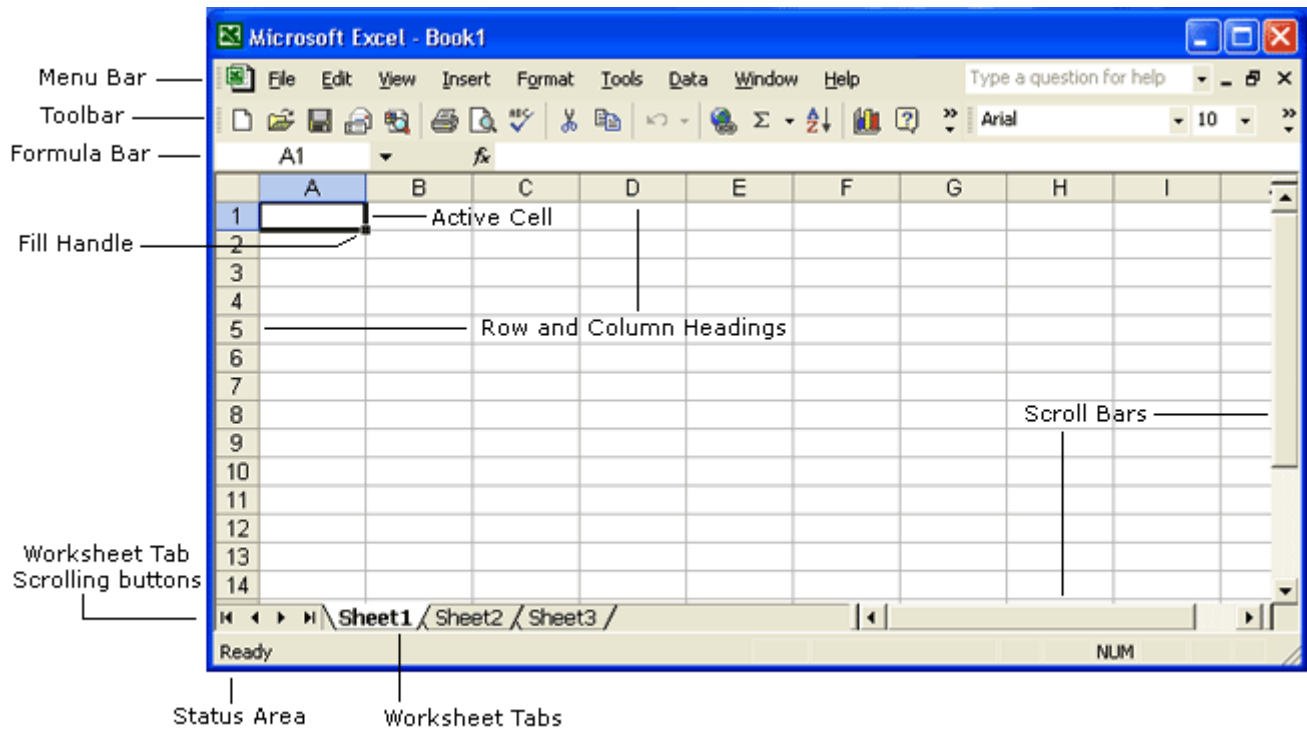 Microsoft Excel - Book1
Menu Bar
File Edit View Insert Format Tools Data Window Help Type a question for help
Toolbar
ABC Σ A Z ? Arial 10
Formula Bar
A1 fx
A B C D E F G H I
1
Active Cell
Fill Handle
2
3
4
5
Row and Column Headings
6
7
8
Scroll Bars
9
10
11
12
13
Worksheet Tab
Scrolling buttons
14
Sheet1 Sheet2 Sheet3
Ready NUM
Status Area
Worksheet Tabs